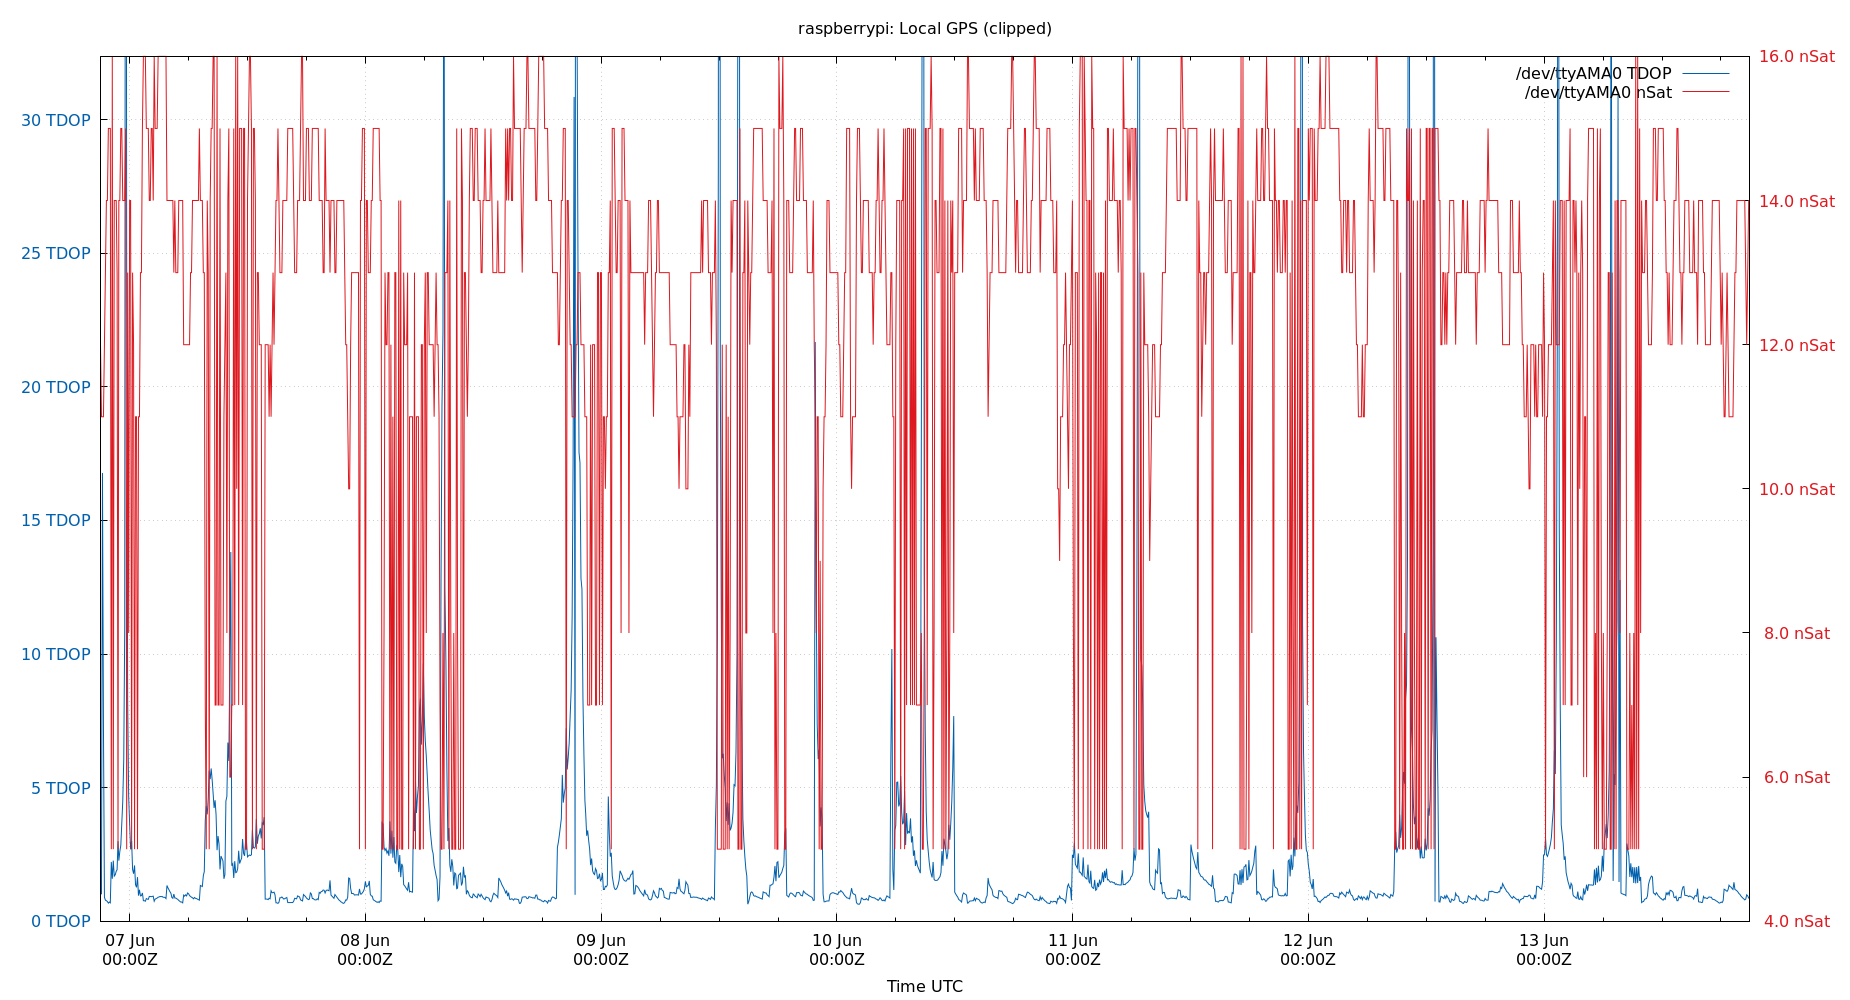 raspberrypi: Local GPS (clipped)
/dev/ttyAMA0 TDOP
/dev/ttyAMA0 nSat
30 TDOP
25 TDOP
20 TDOP
15 TDOP
10 TDOP
5 TDOP
0 TDOP
16.0 nSat
14.0 nSat
12.0 nSat
10.0 nSat
8.0 nSat
6.0 nSat
4.0 nSat
07 Jun
00:00Z
08 Jun
00:00Z
09 Jun
00:00Z
10 Jun
00:00Z
11 Jun
00:00Z
12 Jun
00:00Z
13 Jun
00:00Z
Time UTC